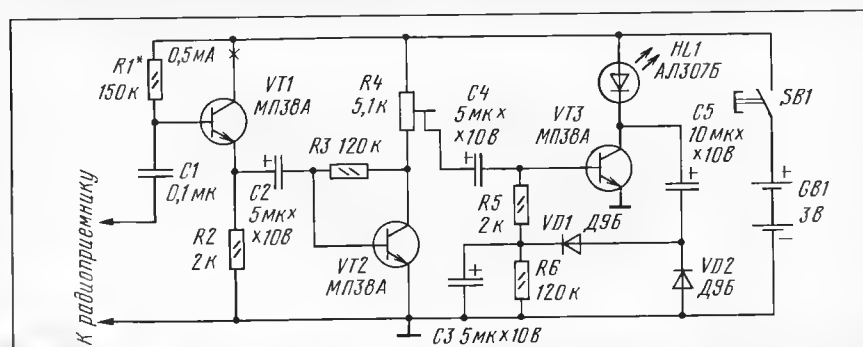 R1*
150к
0,5мА
VT1
МП38А
C1
0,1мк
К радиоприемнику
R2
2к
C2
5мк×
×10В
R3 120к
VT2
МП38А
R4
5,1к
C4
5мк×
×10В
VT3
МП38А
R5
2к
VD1 Д9Б
C3 5мк×10В
R6
120к
HL1
АЛ307Б
C5
10мк×
×10В
VD2
Д9Б
SB1
GB1
3В